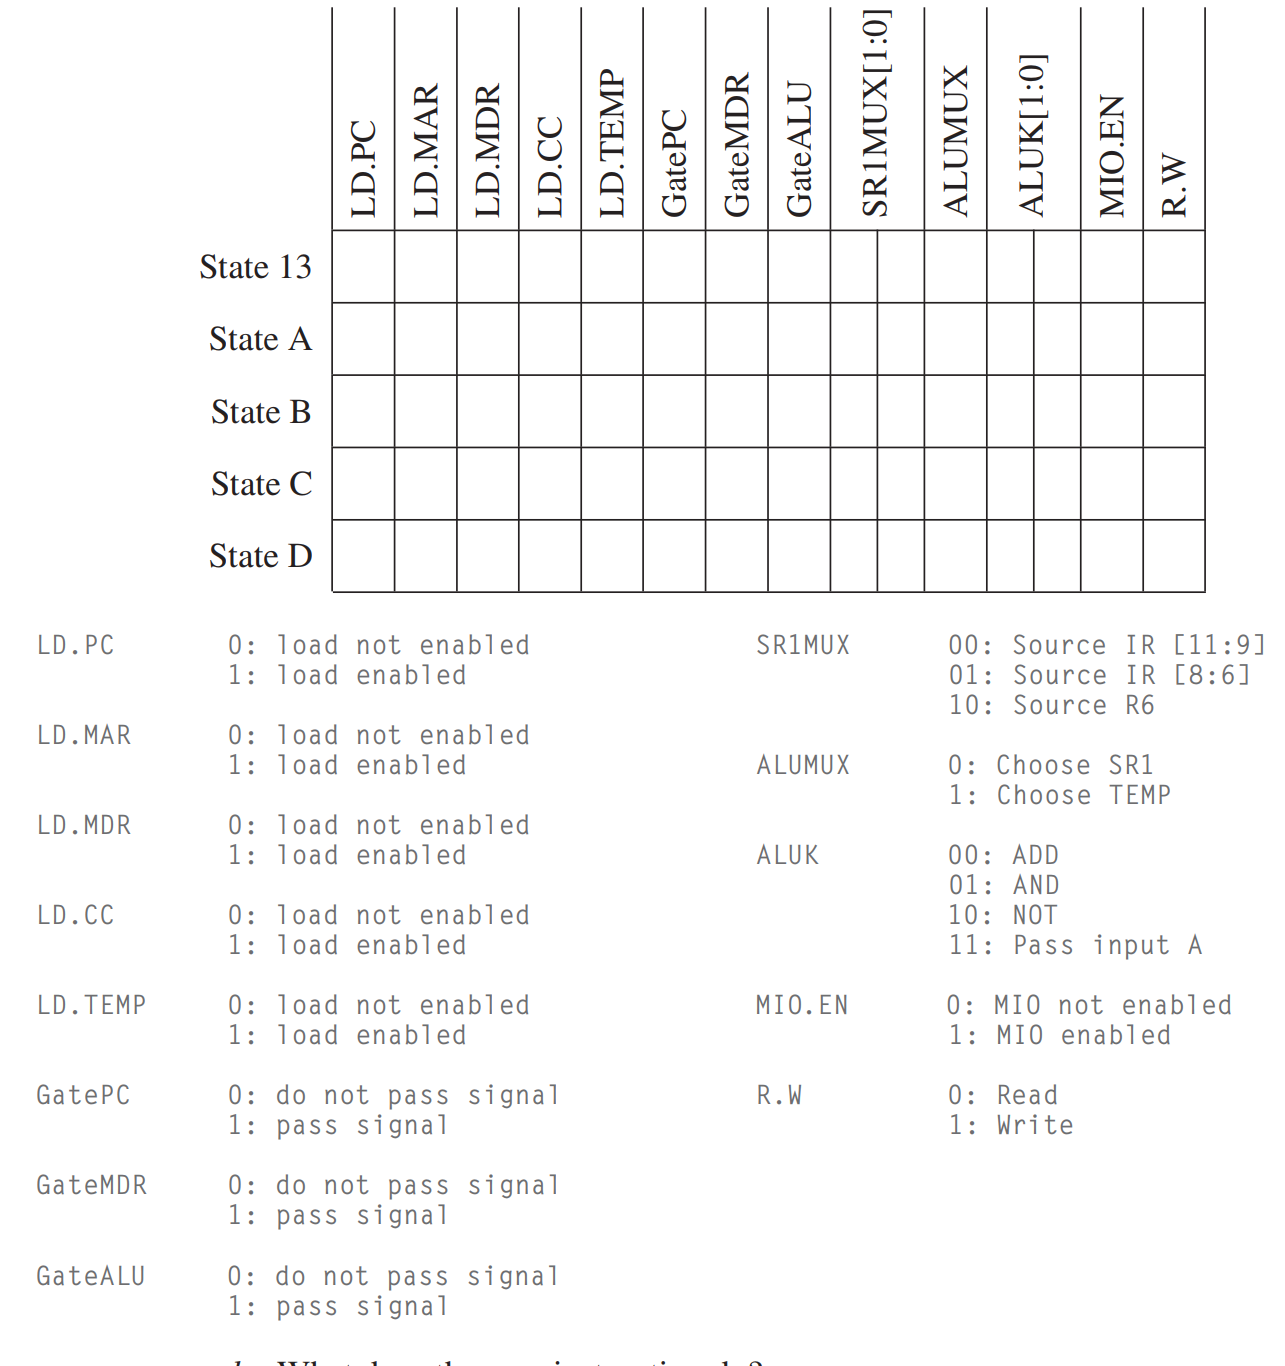 LD.PC
LD.MAR
LD.MDR
LD.CC
LD.TEMP
GatePC
GateMDR
GateALU
SR1MUX[1:0]
ALUMUX
ALUK[1:0]
MIO.EN
R.W
State 13
State A
State B
State C
State D
LD.PC 0: load not enabled
1: load enabled
LD.MAR 0: load not enabled
1: load enabled
LD.MDR 0: load not enabled
1: load enabled
LD.CC 0: load not enabled
1: load enabled
LD.TEMP 0: load not enabled
1: load enabled
GatePC 0: do not pass signal
1: pass signal
GateMDR 0: do not pass signal
1: pass signal
GateALU 0: do not pass signal
1: pass signal
SR1MUX 00: Source IR [11:9]
01: Source IR [8:6]
10: Source R6
ALUMUX 0: Choose SR1
1: Choose TEMP
ALUK 00: ADD
01: AND
10: NOT
11: Pass input A
MIO.EN 0: MIO not enabled
1: MIO enabled
R.W 0: Read
1: Write